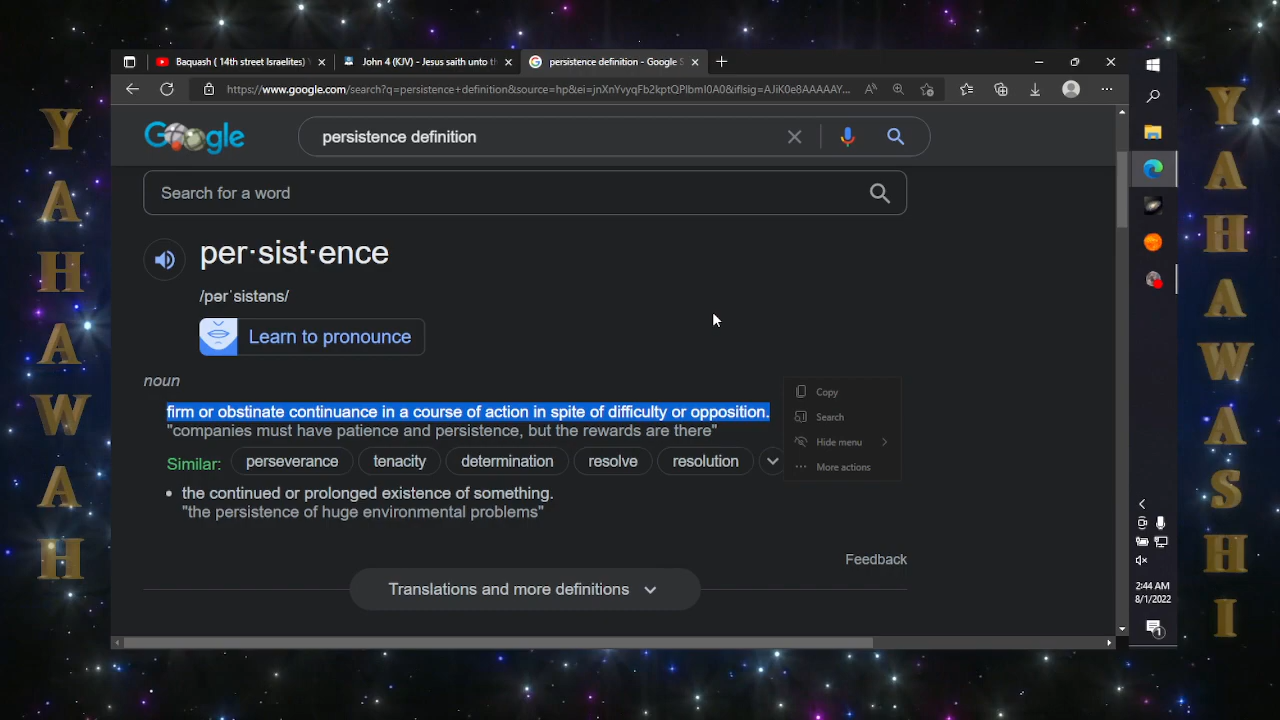 Baquash ( 14th street Israelites)
John 4 (KJV) - Jesus saith unto th
persistence definition - Google S
https://www.google.com/search?q=persistence+definition&source=hp&ei=jnXnYvyqFb2kptQPlbmI0A0&iflsig=AJiK0e8AAAAAY...
Google
persistence definition
Search for a word
per·sist·ence
/pərˈsistəns/
Learn to pronounce
noun
firm or obstinate continuance in a course of action in spite of difficulty or opposition.
"companies must have patience and persistence, but the rewards are there"
Similar: perseverance tenacity determination resolve resolution
• the continued or prolonged existence of something.
"the persistence of huge environmental problems"
Feedback
Translations and more definitions
Copy
Search
Hide menu
More actions
2:44 AM
8/1/2022
1
Y
A
H
A
W
A
H
Y
A
H
A
W
A
S
H
I